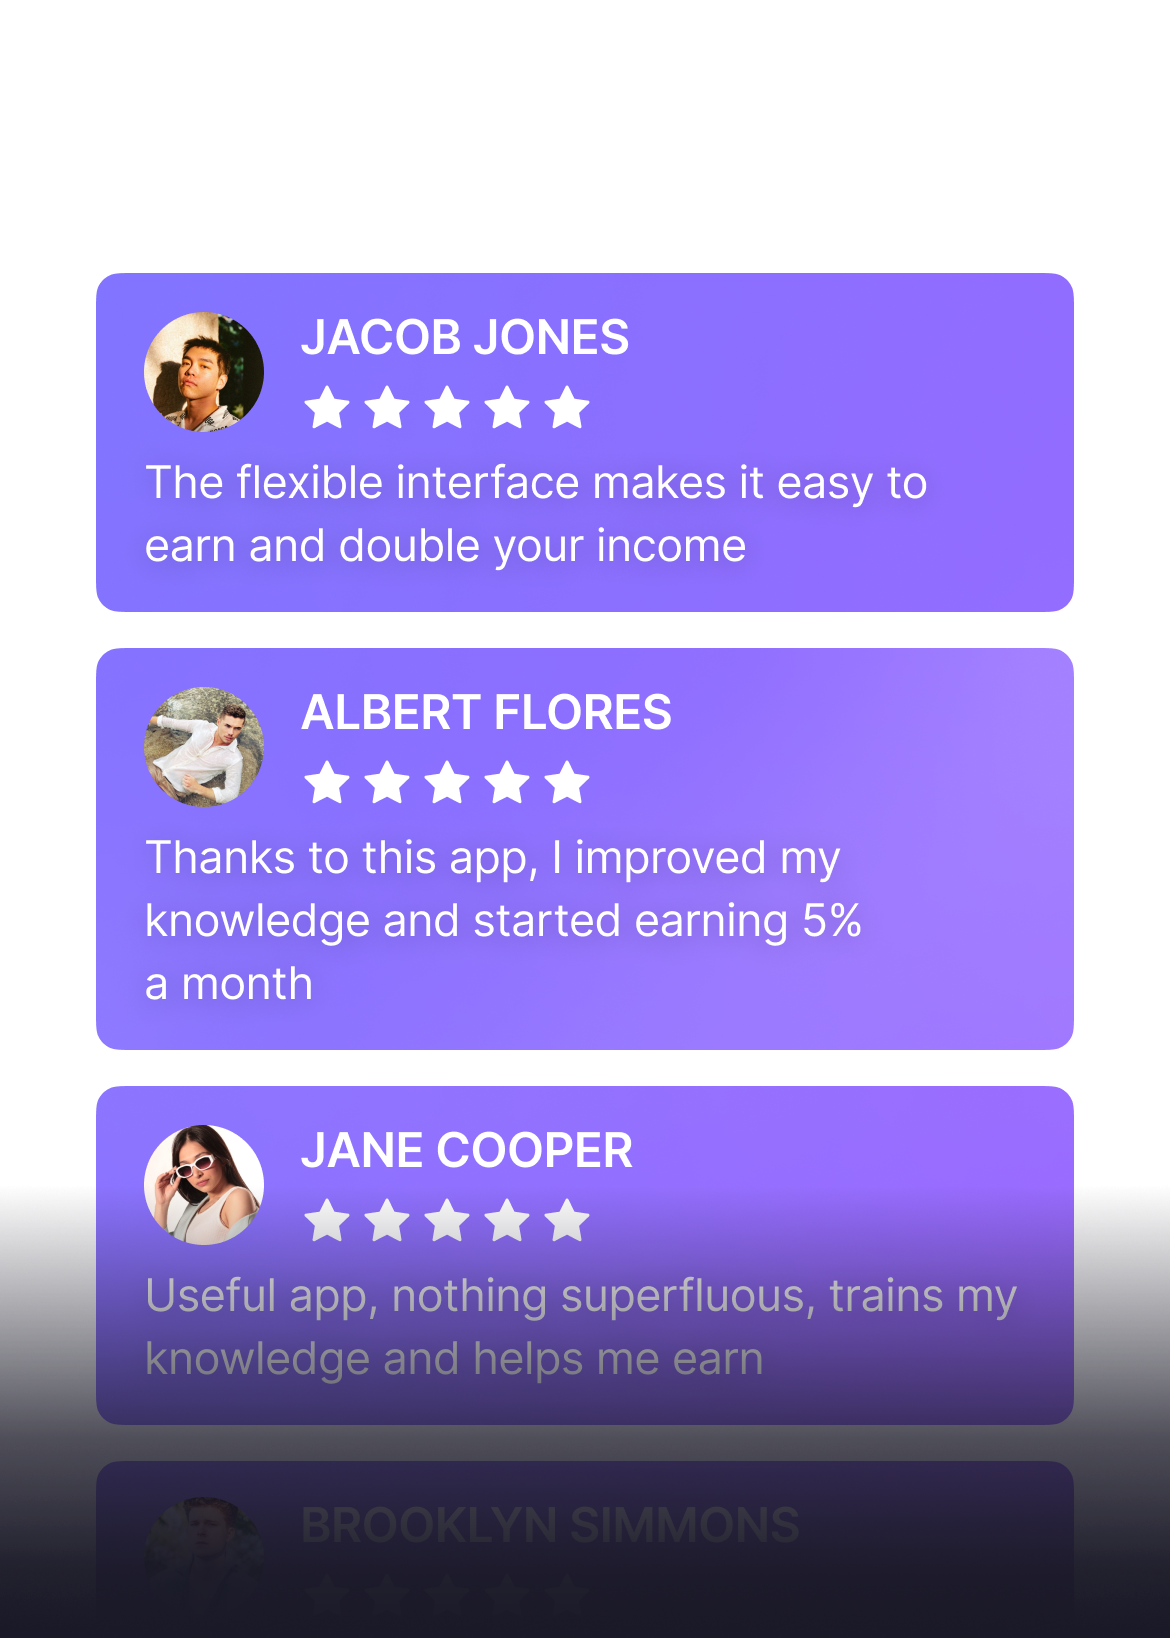 JACOB JONES
The flexible interface makes it easy to
earn and double your income
ALBERT FLORES
Thanks to this app, I improved my
knowledge and started earning 5%
a month
JANE COOPER
Useful app, nothing superfluous, trains my
knowledge and helps me earn
BROOKLYN SIMMONS